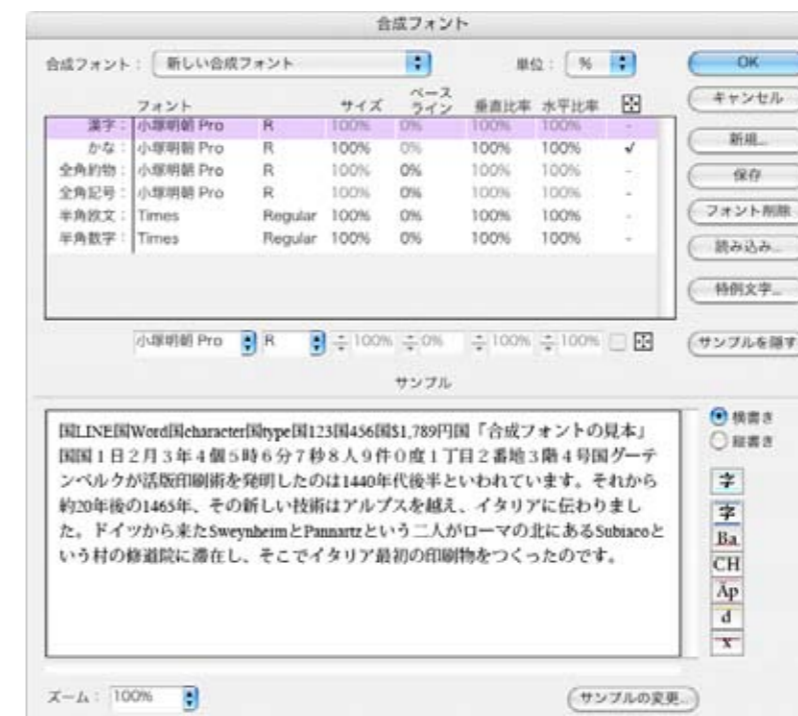 合成フォント
合成フォント： 新しい合成フォント 単位： % OK
キャンセル
フォント サイズ ベースライン 垂直比率 水平比率
漢字： 小塚明朝 Pro R 100% 0% 100% 100% -
かな： 小塚明朝 Pro R 100% 0% 100% 100% ✓
全角約物： 小塚明朝 Pro R 100% 0% 100% 100% -
全角記号： 小塚明朝 Pro R 100% 0% 100% 100% -
半角欧文： Times Regular 100% 0% 100% 100% -
半角数字： Times Regular 100% 0% 100% 100% -
新規...
保存
フォント削除
読み込み...
特例文字...
小塚明朝 Pro R 100% 0% 100% 100% サンプルを隠す
サンプル
国LINE国Word国character国type国123国456国$1,789円国「合成フォントの見本」
国国１日２月３年４個５時６分７秒８人９件０度１丁目２番地３階４号国グーテ
ンベルクが活版印刷術を発明したのは1440年代後半といわれています。それから
約20年後の1465年、その新しい技術はアルプスを越え、イタリアに伝わりまし
た。ドイツから来たSweynheimとPannartzという二人がローマの北にあるSubiacoと
いう村の修道院に滞在し、そこでイタリア最初の印刷物をつくったのです。
横書き
縦書き
字
字
Ba
CH
Äp
d
x
ズーム： 100% サンプルの変更...